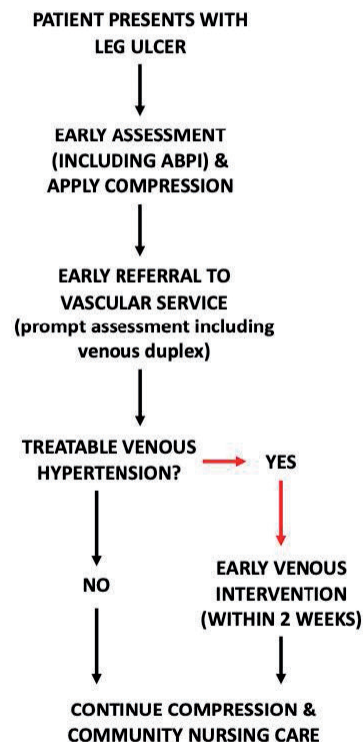 PATIENT PRESENTS WITH
LEG ULCER
EARLY ASSESSMENT
(INCLUDING ABPI) &
APPLY COMPRESSION
EARLY REFERRAL TO
VASCULAR SERVICE
(prompt assessment including
venous duplex)
TREATABLE VENOUS
HYPERTENSION?
YES
NO
EARLY VENOUS
INTERVENTION
(WITHIN 2 WEEKS)
CONTINUE COMPRESSION &
COMMUNITY NURSING CARE